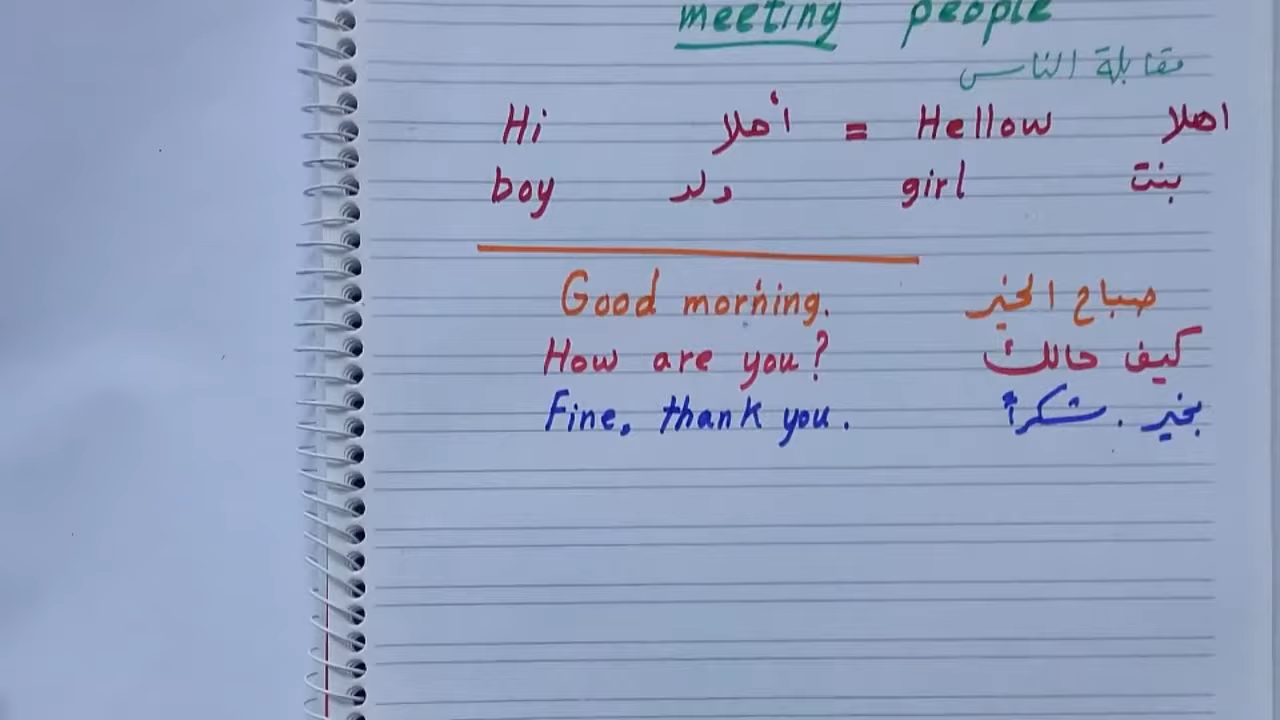 meeting people
مقابلة الناس
Hi أهلا = Hellow اهلا
boy ولد girl بنت
Good morning. صباح الخير
How are you? كيف حالك
Fine, thank you. بخير . شكراً